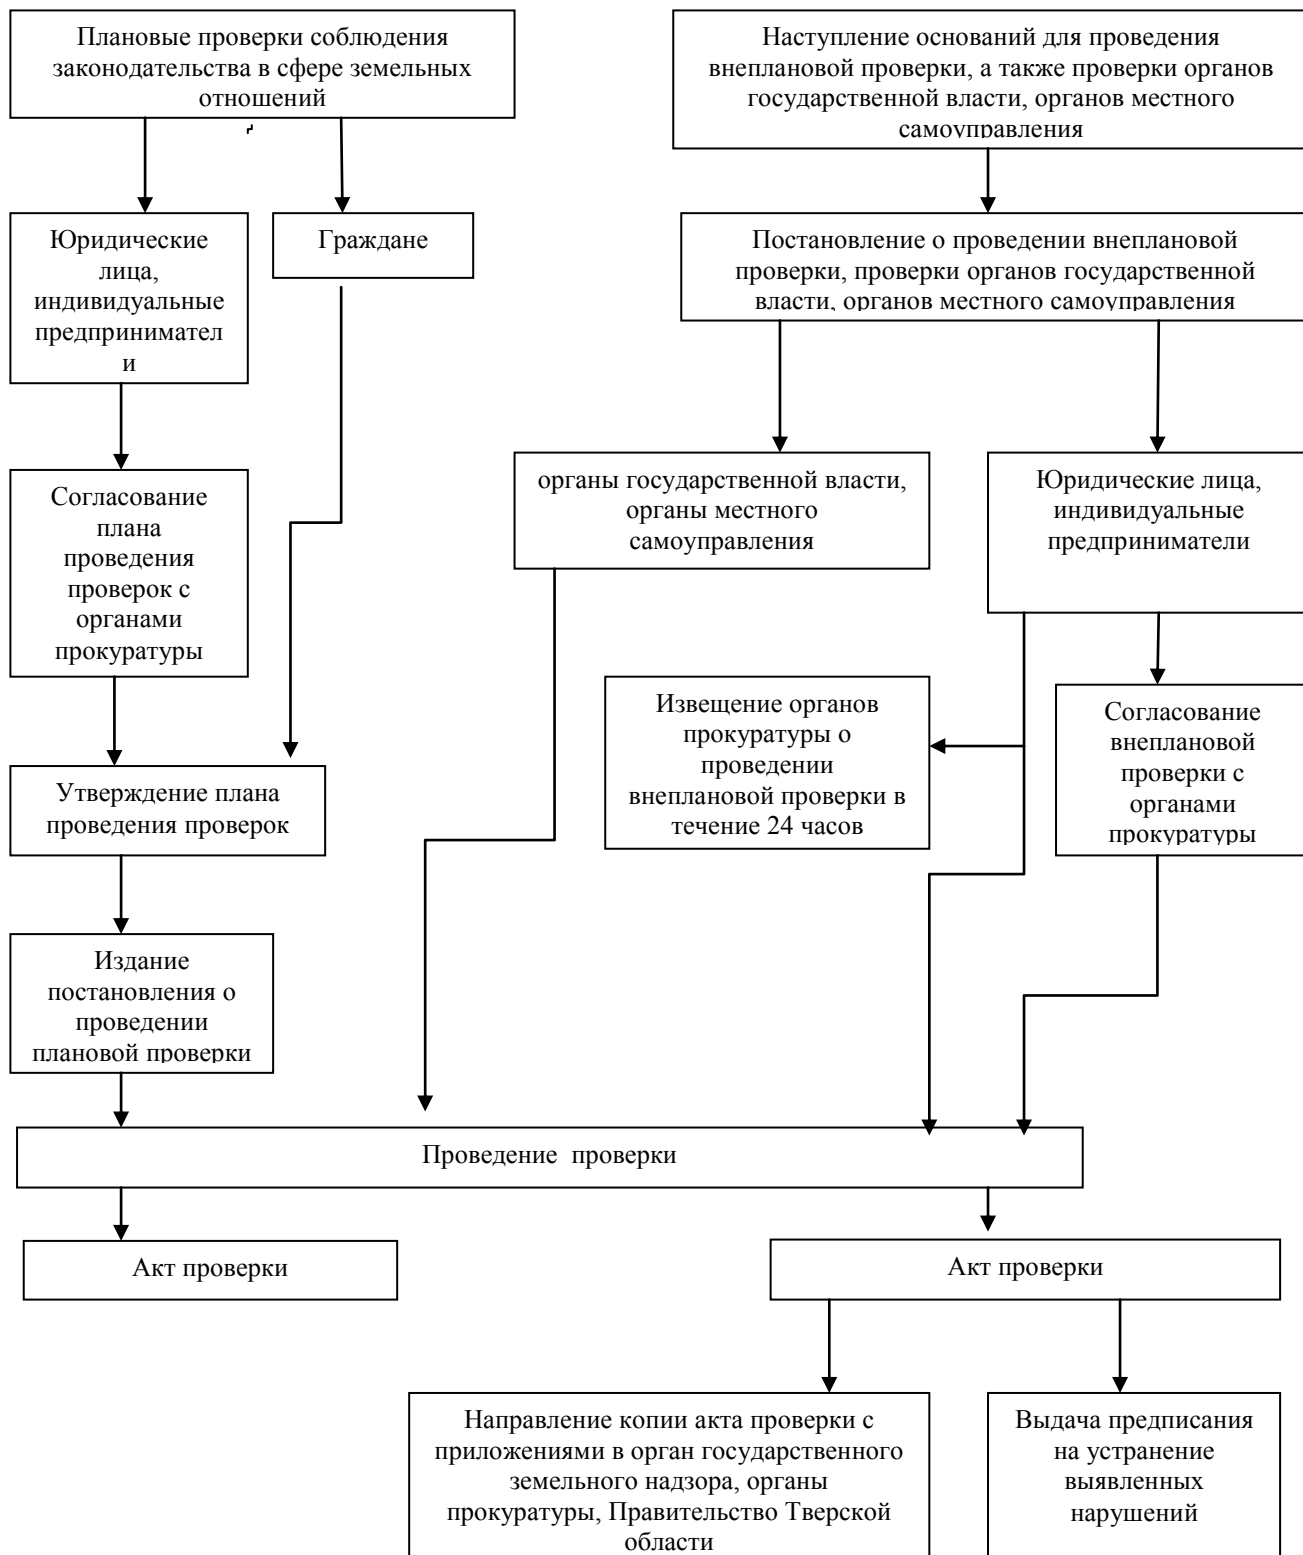 Плановые проверки соблюдения
законодательства в сфере земельных
отношений
Наступление оснований для проведения
внеплановой проверки, а также проверки органов
государственной власти, органов местного
самоуправления
Юридические
лица,
индивидуальные
предпринимател
и
Граждане
Постановление о проведении внеплановой
проверки, проверки органов государственной
власти, органов местного самоуправления
Согласование
плана
проведения
проверок с
органами
прокуратуры
органы государственной власти,
органы местного
самоуправления
Юридические лица,
индивидуальные
предприниматели
Извещение органов
прокуратуры о
проведении
внеплановой проверки в
течение 24 часов
Согласование
внеплановой
проверки с
органами
прокуратуры
Утверждение плана
проведения проверок
Издание
постановления о
проведении
плановой проверки
Проведение  проверки
Акт проверки
Акт проверки
Направление копии акта проверки с
приложениями в орган государственного
земельного надзора, органы
прокуратуры, Правительство Тверской
области
Выдача предписания
на устранение
выявленных
нарушений